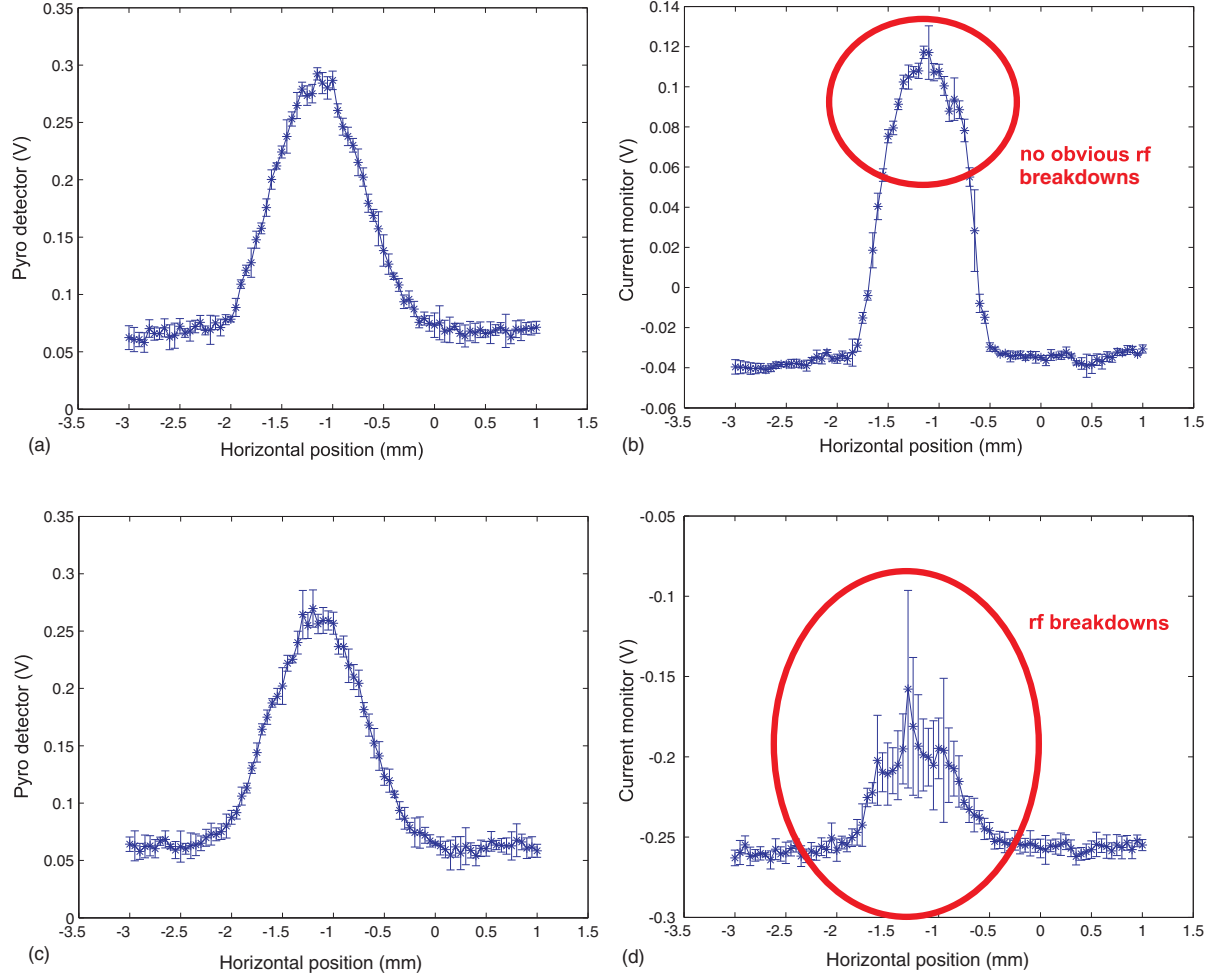 0.35
0.3
0.25
0.2
0.15
0.1
0.05
0
Pyro detector (V)
-3.5 -3 -2.5 -2 -1.5 -1 -0.5 0 0.5 1 1.5
Horizontal position (mm)
(a)
0.14
0.12
0.1
0.08
0.06
0.04
0.02
0
-0.02
-0.04
-0.06
Current monitor (V)
no obvious rf
breakdowns
-3.5 -3 -2.5 -2 -1.5 -1 -0.5 0 0.5 1 1.5
Horizontal position (mm)
(b)
0.35
0.3
0.25
0.2
0.15
0.1
0.05
0
Pyro detector (V)
-3.5 -3 -2.5 -2 -1.5 -1 -0.5 0 0.5 1 1.5
Horizontal position (mm)
(c)
-0.05
-0.1
-0.15
-0.2
-0.25
-0.3
Current monitor (V)
rf breakdowns
-3.5 -3 -2.5 -2 -1.5 -1 -0.5 0 0.5 1 1.5
Horizontal position (mm)
(d)